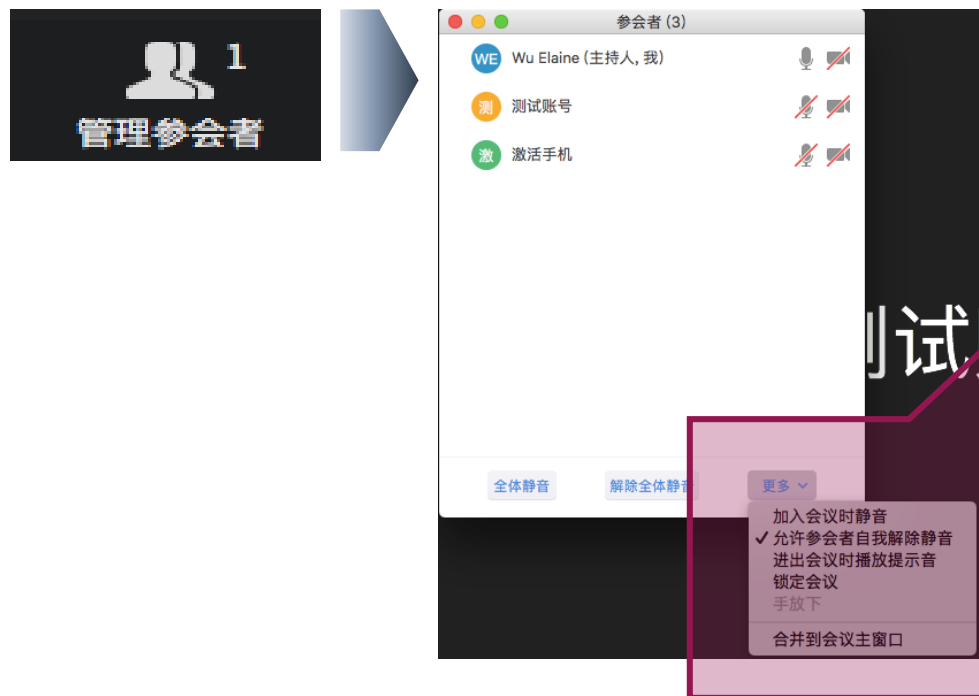 1
管理参会者
参会者 (3)
WE Wu Elaine (主持人, 我)
测 测试账号
激 激活手机
试
全体静音 解除全体静音 更多
加入会议时静音
✓允许参会者自我解除静音
进出会议时播放提示音
锁定会议
手放下
合并到会议主窗口